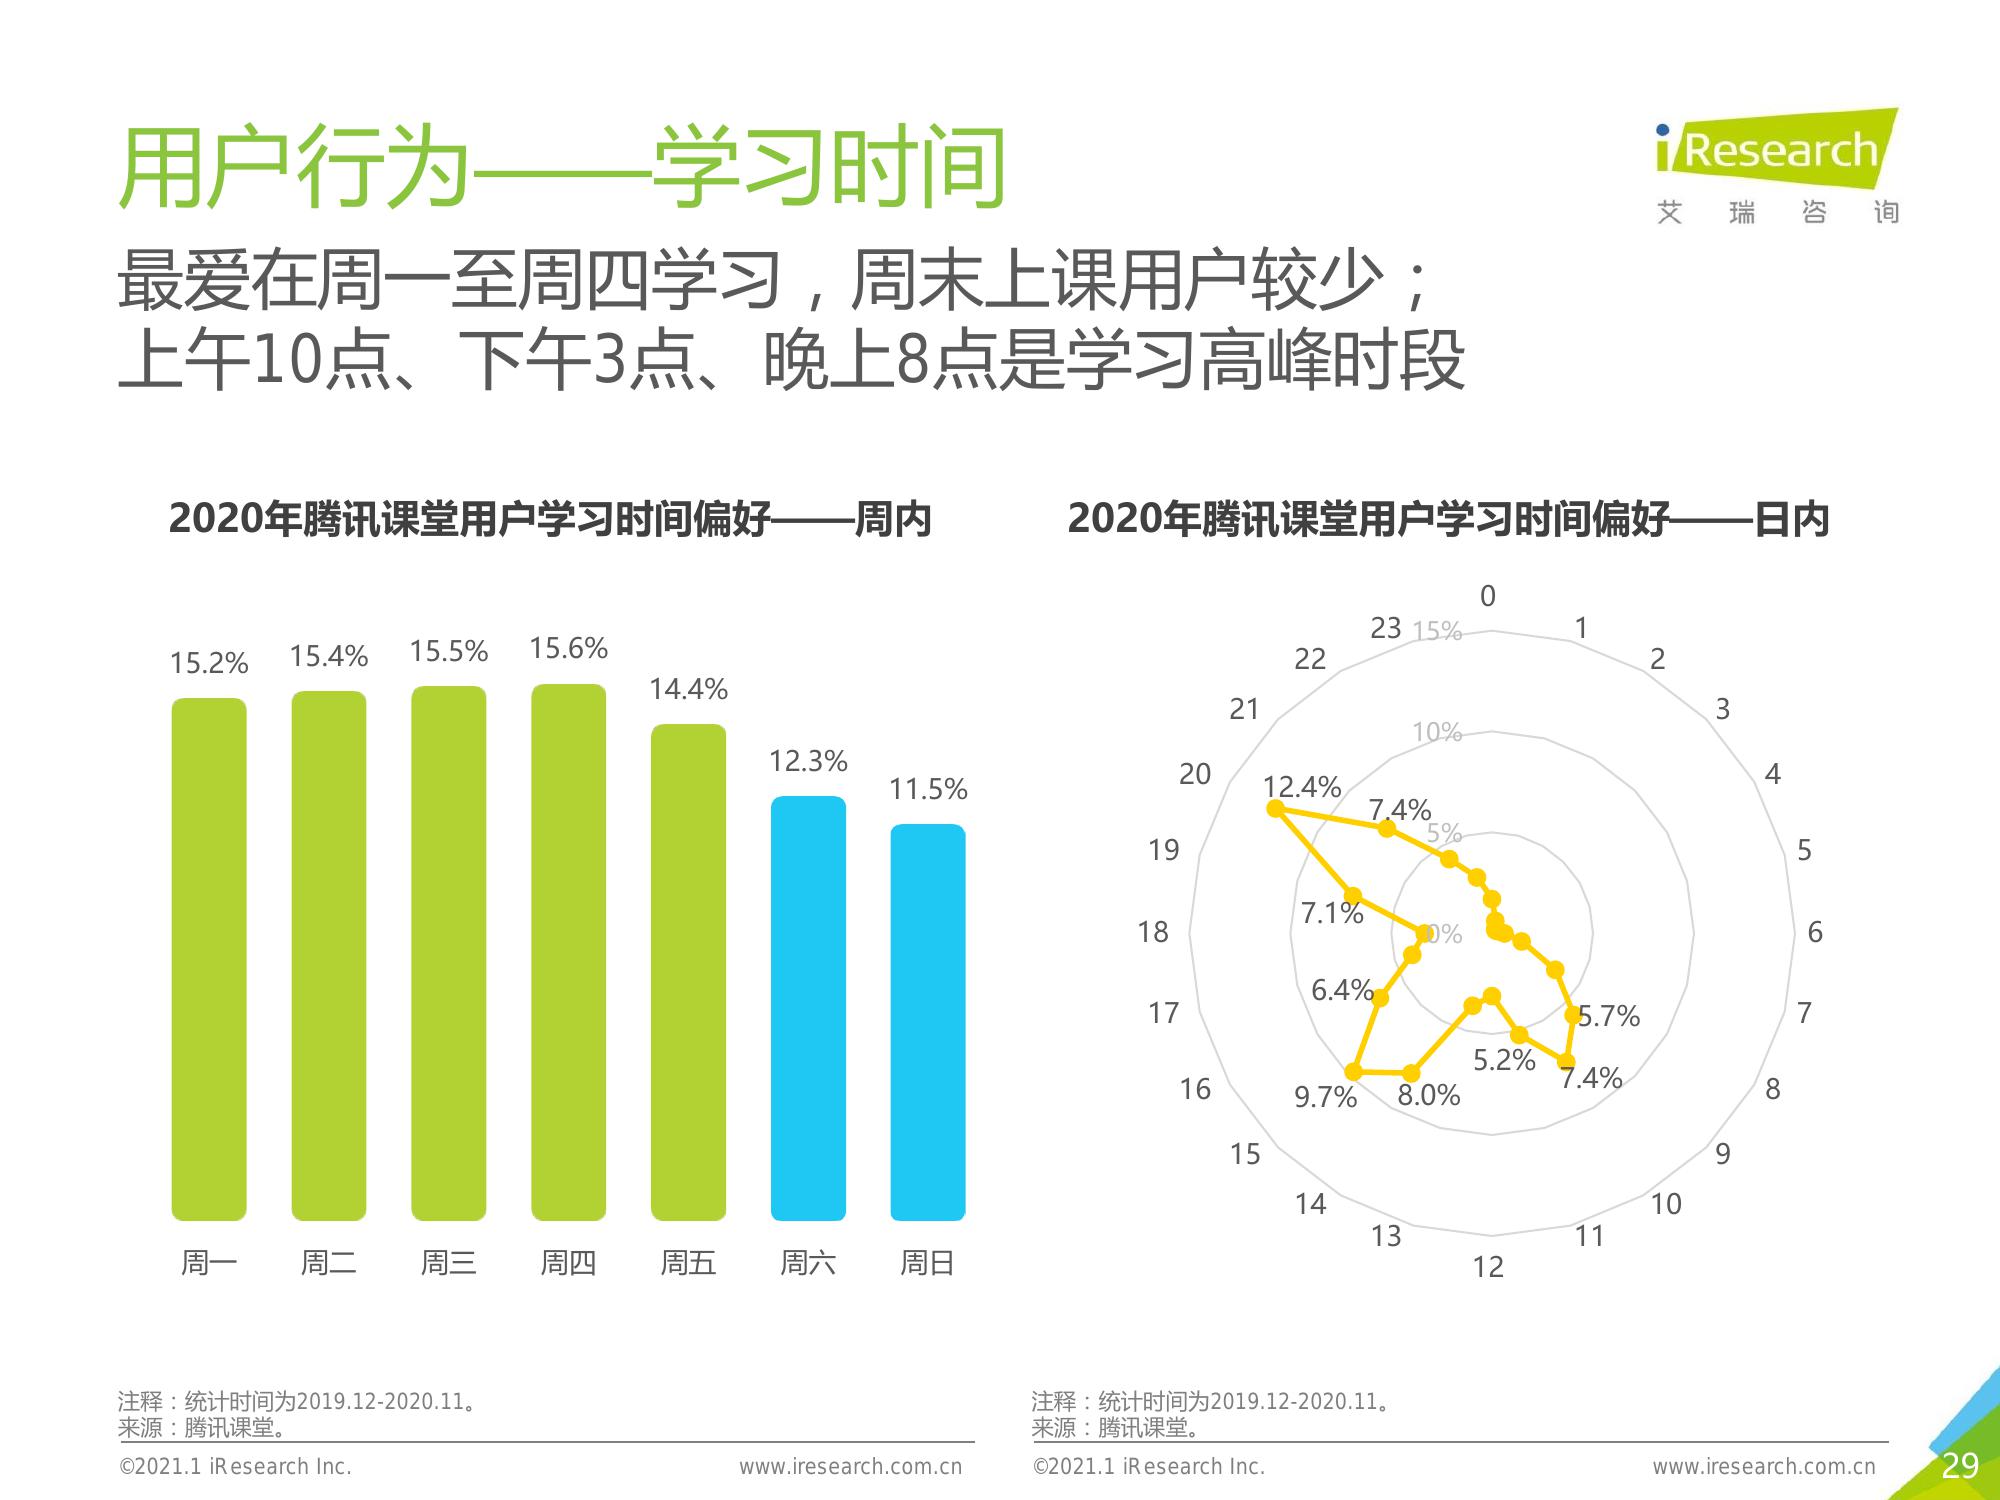 用户行为——学习时间
iResearch
艾瑞咨询
最爱在周一至周四学习，周末上课用户较少；
上午10点、下午3点、晚上8点是学习高峰时段
2020年腾讯课堂用户学习时间偏好——周内
15.2%
15.4%
15.5%
15.6%
14.4%
12.3%
11.5%
周一
周二
周三
周四
周五
周六
周日
2020年腾讯课堂用户学习时间偏好——日内
0
1
2
3
4
5
6
7
8
9
10
11
12
13
14
15
16
17
18
19
20
21
22
23
15%
10%
5%
0%
12.4%
7.4%
7.1%
6.4%
9.7%
8.0%
5.2%
7.4%
5.7%
注释：统计时间为2019.12-2020.11。
来源：腾讯课堂。
©2021.1 iResearch Inc.
www.iresearch.com.cn
注释：统计时间为2019.12-2020.11。
来源：腾讯课堂。
©2021.1 iResearch Inc.
www.iresearch.com.cn
29